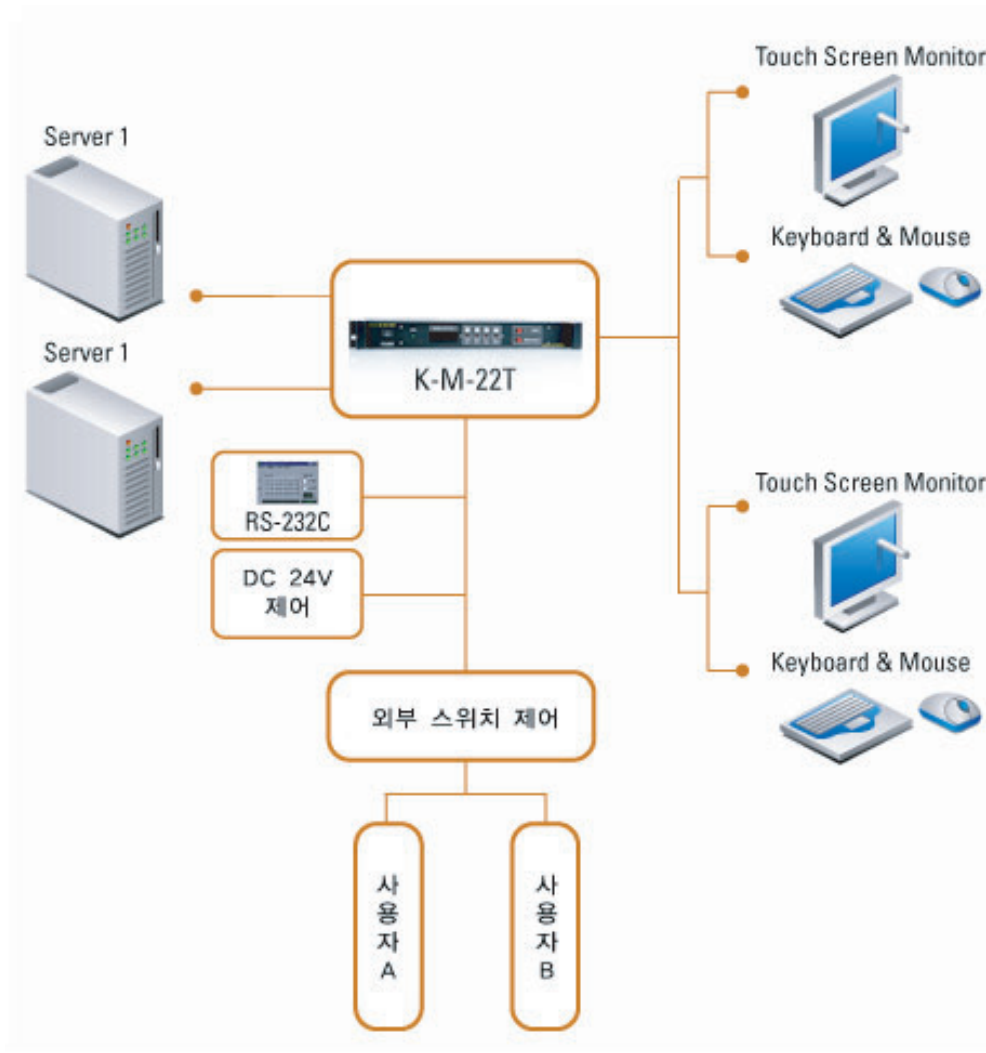 Touch Screen Monitor
Server 1
Keyboard & Mouse
K-M-22T
Server 1
Touch Screen Monitor
RS-232C
DC 24V
제어
Keyboard & Mouse
외부 스위치 제어
사
용
자
A
사
용
자
B